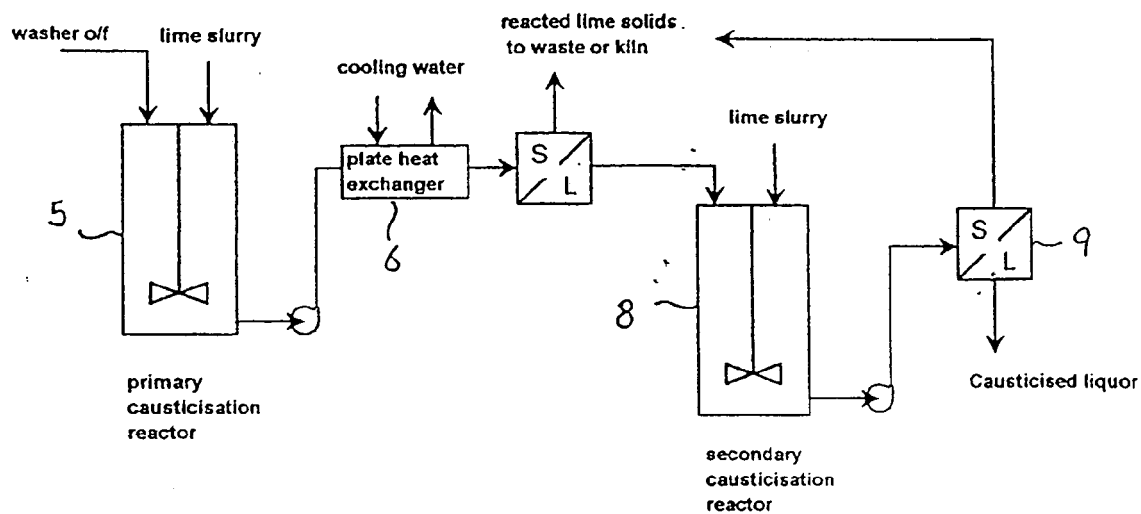 washer o/f
lime slurry
cooling water
reacted lime solids.
to waste or kiln
plate heat
exchanger
S
L
lime slurry
S
L
5
6
8
9
primary
causticisation
reactor
secondary
causticisation
reactor
Causticised liquor